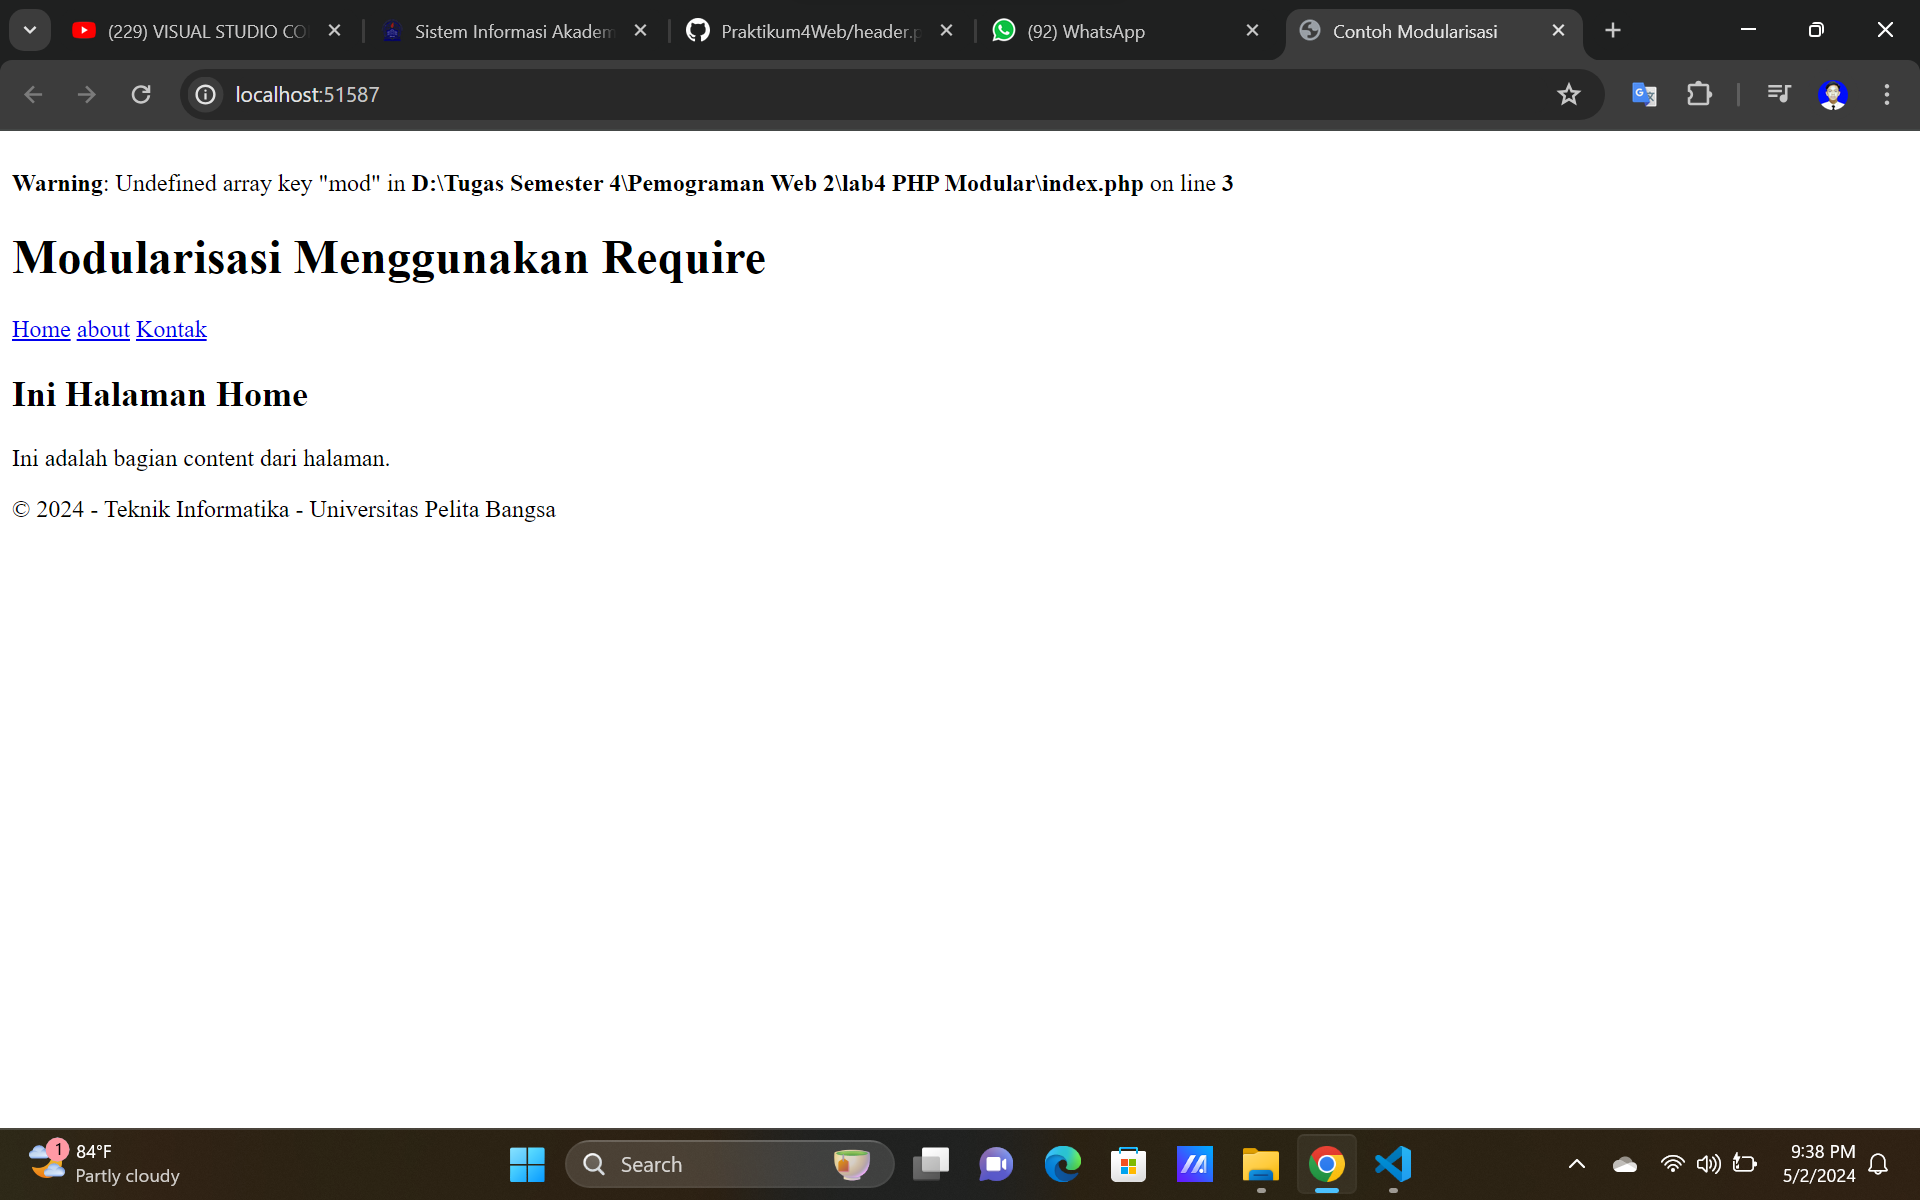 (229) VISUAL STUDIO CO
Sistem Informasi Akadem
Praktikum4Web/header.p
(92) WhatsApp
Contoh Modularisasi
localhost:51587
Warning: Undefined array key "mod" in D:\Tugas Semester 4\Pemograman Web 2\lab4 PHP Modular\index.php on line 3
Modularisasi Menggunakan Require
Home about Kontak
Ini Halaman Home
Ini adalah bagian content dari halaman.
© 2024 - Teknik Informatika - Universitas Pelita Bangsa
1
84°F
Partly cloudy
Search
9:38 PM
5/2/2024